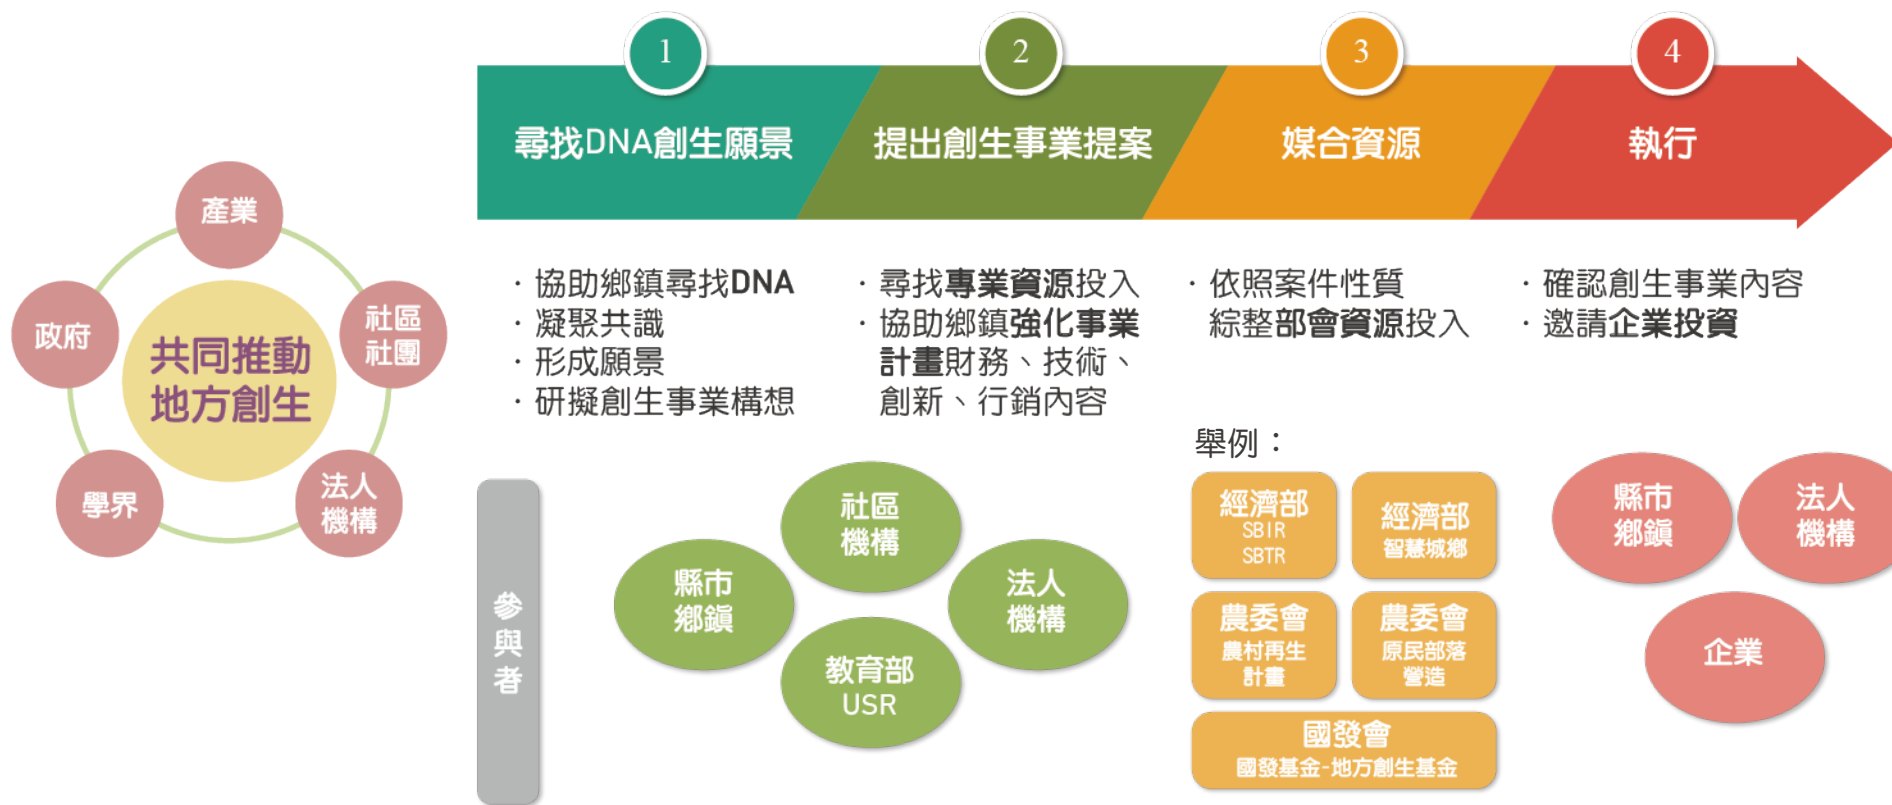 產業
政府
社區
社團
共同推動
地方創生
學界
法人
機構
1
尋找DNA創生願景
2
提出創生事業提案
3
媒合資源
4
執行
·協助鄉鎮尋找DNA
·凝聚共識
·形成願景
·研擬創生事業構想
·尋找專業資源投入
·協助鄉鎮強化事業
計畫財務、技術、
創新、行銷內容
·依照案件性質
綜整部會資源投入
·確認創生事業內容
·邀請企業投資
參與者
社區
機構
縣市
鄉鎮
法人
機構
教育部
USR
舉例：
經濟部
SBIR
SBTR
經濟部
智慧城鄉
農委會
農村再生
計畫
農委會
原民部落
營造
國發會
國發基金-地方創生基金
縣市
鄉鎮
法人
機構
企業